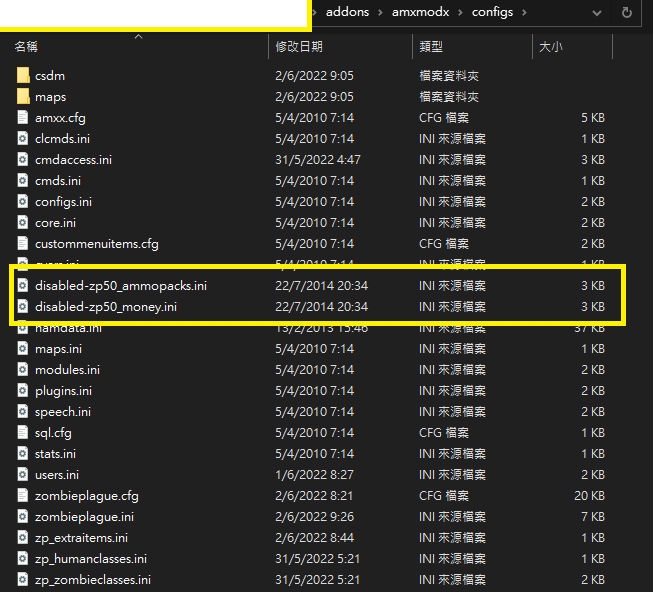 addons > amxmodx > configs >
名稱 修改日期 類型 大小
csdm 2/6/2022 9:05 檔案資料夾
maps 2/6/2022 9:05 檔案資料夾
amxx.cfg 5/4/2010 7:14 CFG 檔案 5 KB
clcmds.ini 5/4/2010 7:14 INI 來源檔案 1 KB
cmdaccess.ini 31/5/2022 4:47 INI 來源檔案 3 KB
cmds.ini 5/4/2010 7:14 INI 來源檔案 1 KB
configs.ini 5/4/2010 7:14 INI 來源檔案 2 KB
core.ini 5/4/2010 7:14 INI 來源檔案 2 KB
custommenuitems.cfg 5/4/2010 7:14 CFG 檔案 2 KB
5/4/2010 7:14 INI 來源檔案 1 KB
disabled-zp50_ammopacks.ini 22/7/2014 20:34 INI 來源檔案 3 KB
disabled-zp50_money.ini 22/7/2014 20:34 INI 來源檔案 3 KB
hamdata.ini 13/2/2013 15:46 INI 來源檔案 37 KB
maps.ini 5/4/2010 7:14 INI 來源檔案 1 KB
modules.ini 5/4/2010 7:14 INI 來源檔案 2 KB
plugins.ini 5/4/2010 7:14 INI 來源檔案 2 KB
speech.ini 5/4/2010 7:14 INI 來源檔案 2 KB
sql.cfg 5/4/2010 7:14 CFG 檔案 1 KB
stats.ini 5/4/2010 7:14 INI 來源檔案 1 KB
users.ini 1/6/2022 8:27 INI 來源檔案 2 KB
zombieplague.cfg 2/6/2022 8:21 CFG 檔案 20 KB
zombieplague.ini 2/6/2022 9:26 INI 來源檔案 7 KB
zp_extraitems.ini 2/6/2022 8:44 INI 來源檔案 1 KB
zp_humanclasses.ini 31/5/2022 5:21 INI 來源檔案 1 KB
zp_zombieclasses.ini 31/5/2022 5:21 INI 來源檔案 2 KB